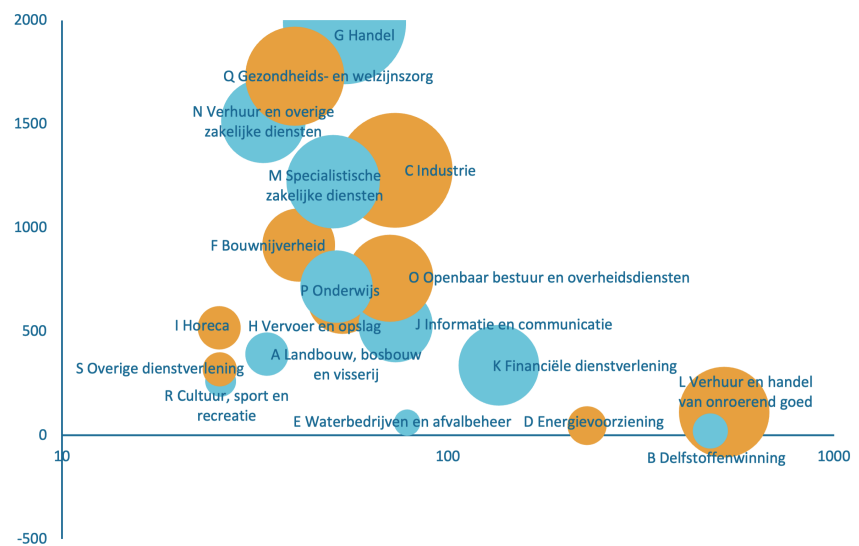 2000
G Handel
Q Gezondheids- en welzijnszorg
N Verhuur en overige
zakelijke diensten
1500
M Specialistische
zakelijke diensten
C Industrie
1000
F Bouwnijverheid
O Openbaar bestuur en overheidsdiensten
P Onderwijs
500
I Horeca
H Vervoer en opslag
J Informatie en communicatie
A Landbouw, bosbouw
en visserij
S Overige dienstverlening
K Financiële dienstverlening
L Verhuur en handel
van onroerend goed
R Cultuur, sport en
recreatie
E Waterbedrijven en afvalbeheer
D Energievoorziening
0
10
100
1000
B Delfstoffenwinning
-500